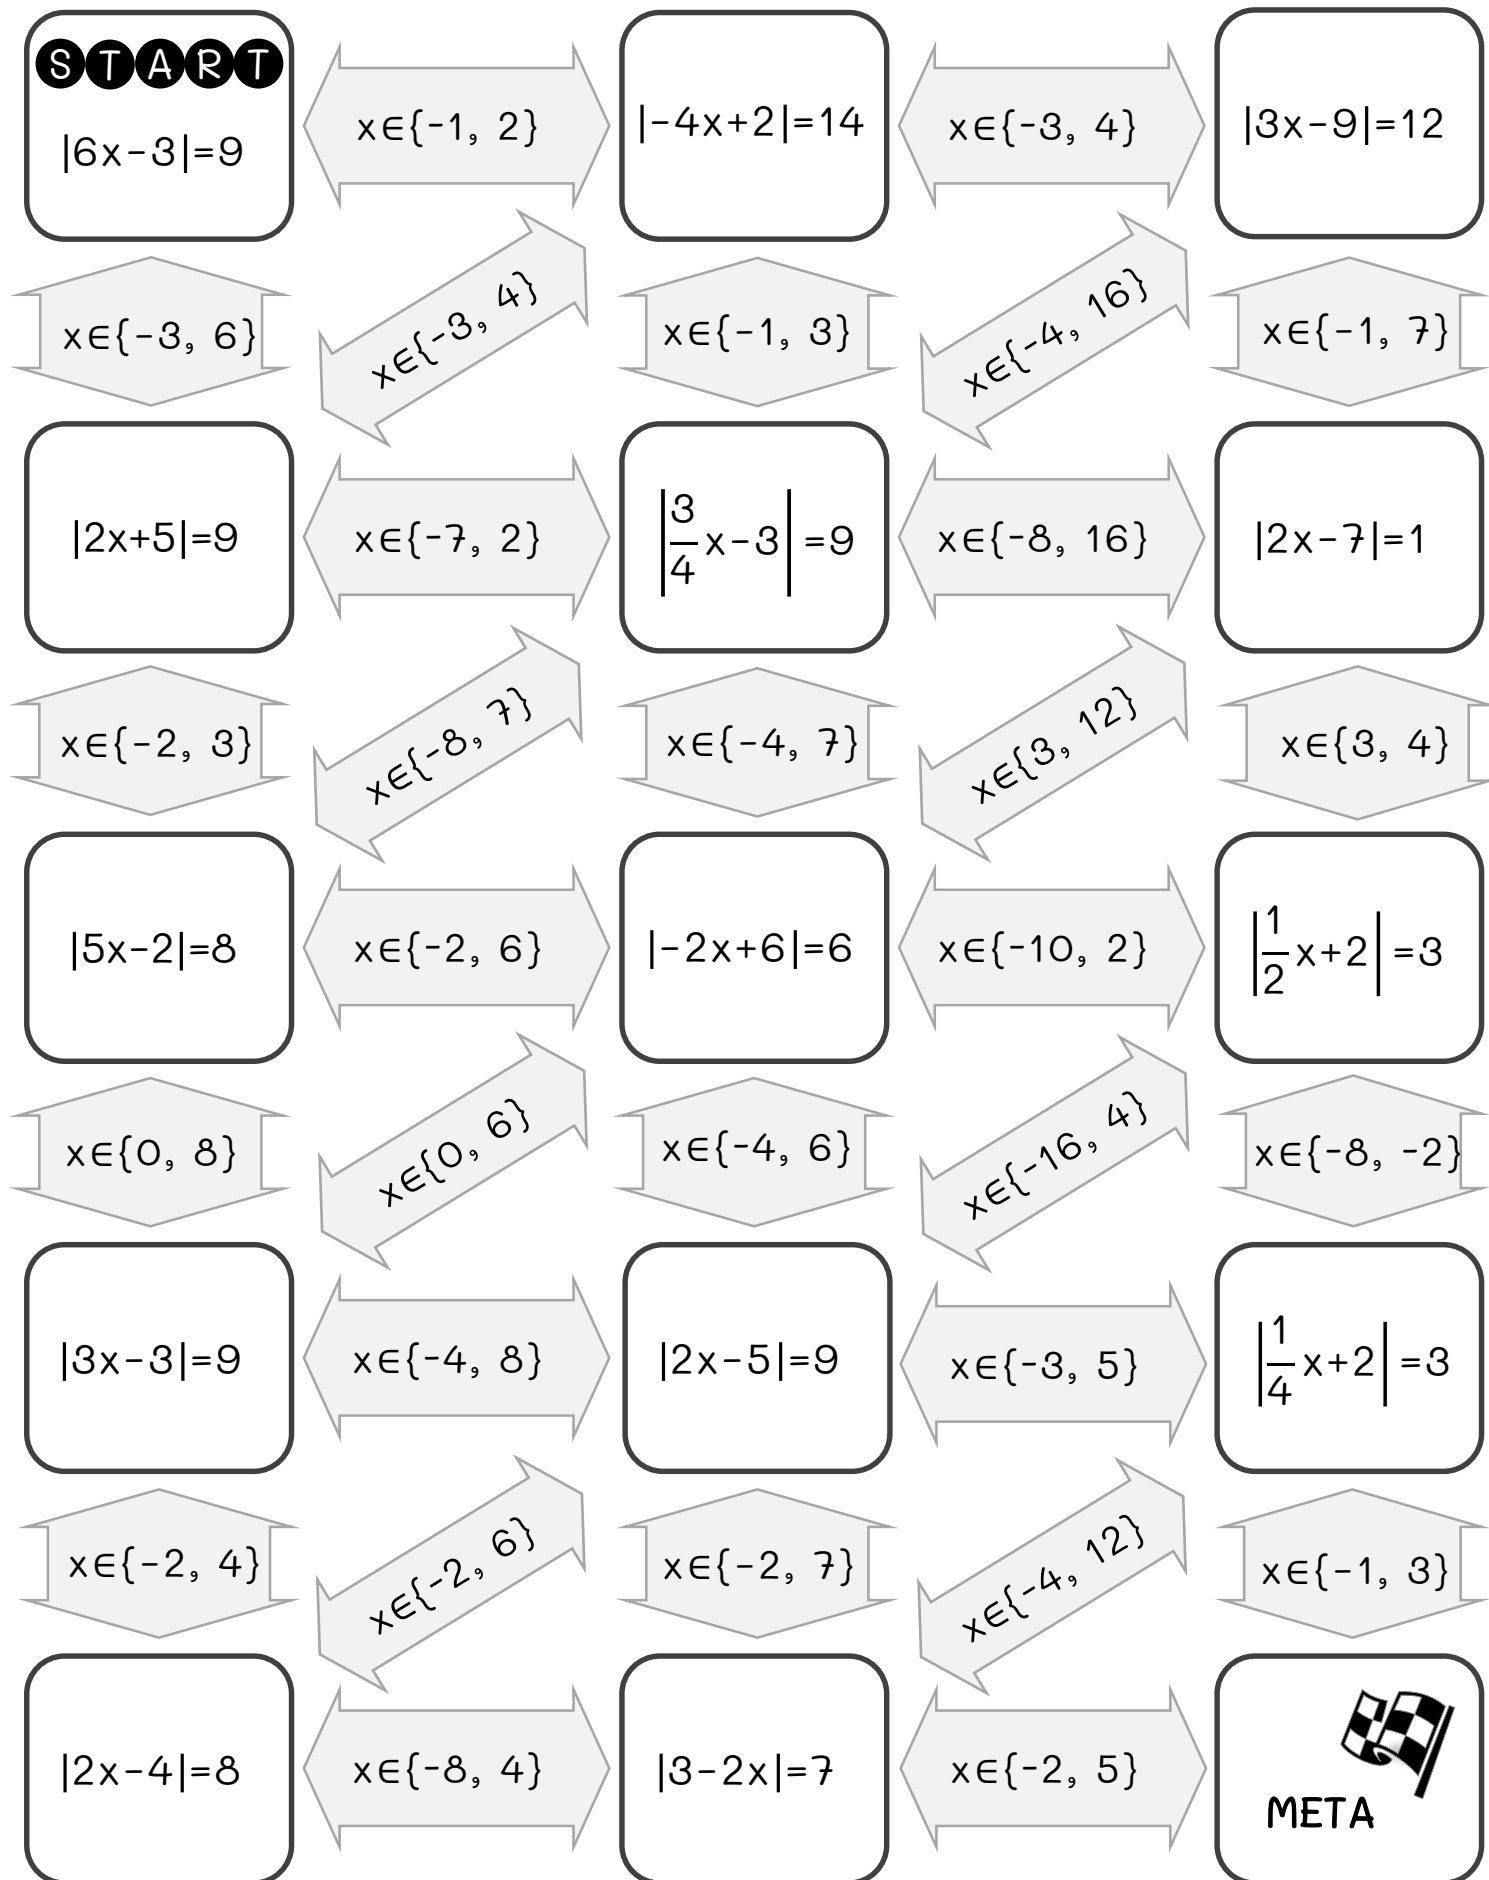 START
|6x-3|=9
x∈{-1, 2}
|-4x+2|=14
x∈{-3, 4}
|3x-9|=12
x∈{-3, 6}
x∈{-3, 4}
x∈{-1, 3}
x∈{-4, 16}
x∈{-1, 7}
|2x+5|=9
x∈{-7, 2}
|3/4 x-3|=9
x∈{-8, 16}
|2x-7|=1
x∈{-2, 3}
x∈{-8, 7}
x∈{-4, 7}
x∈{3, 12}
x∈{3, 4}
|5x-2|=8
x∈{-2, 6}
|-2x+6|=6
x∈{-10, 2}
|1/2 x+2|=3
x∈{0, 8}
x∈{0, 6}
x∈{-4, 6}
x∈{-16, 4}
x∈{-8, -2}
|3x-3|=9
x∈{-4, 8}
|2x-5|=9
x∈{-3, 5}
|1/4 x+2|=3
x∈{-2, 4}
x∈{-2, 6}
x∈{-2, 7}
x∈{-4, 12}
x∈{-1, 3}
|2x-4|=8
x∈{-8, 4}
|3-2x|=7
x∈{-2, 5}
META